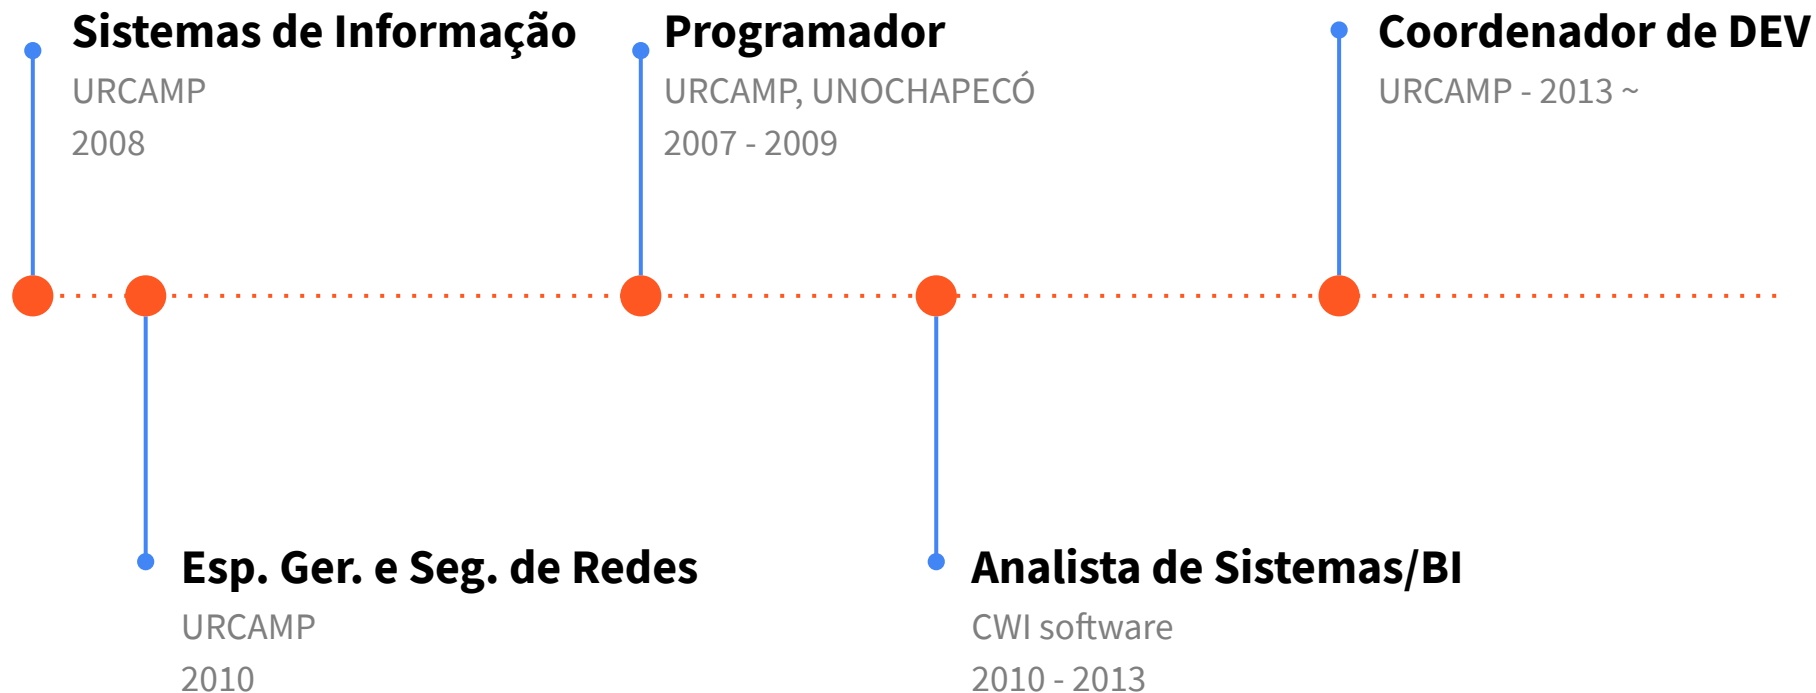 Sistemas de Informação
URCAMP
2008
Programador
URCAMP, UNOCHAPECÓ
2007 - 2009
Coordenador de DEV
URCAMP - 2013 ~
Esp. Ger. e Seg. de Redes
URCAMP
2010
Analista de Sistemas/BI
CWI software
2010 - 2013